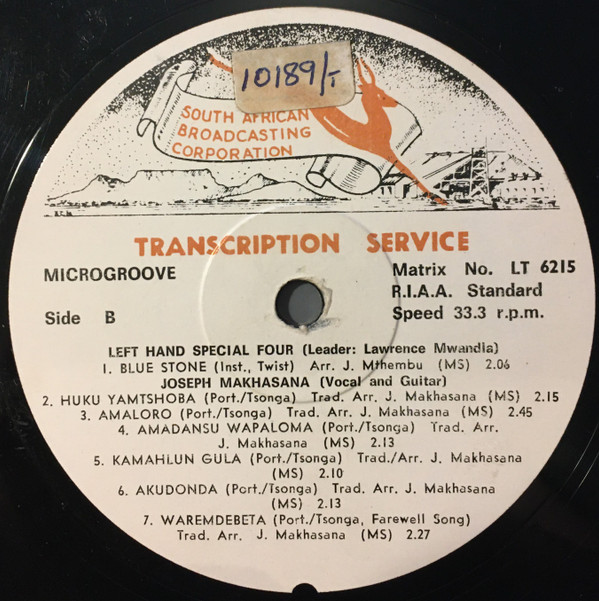 10189/T
SOUTH AFRICAN
BROADCASTING
CORPORATION
TRANSCRIPTION SERVICE
MICROGROOVE
Matrix No. LT 6215
R.I.A.A. Standard
Side B
Speed 33.3 r.p.m.
LEFT HAND SPECIAL FOUR (Leader: Lawrence Mwandla)
1. BLUE STONE (Inst., Twist) Arr. J. Mthembu (MS) 2.06
JOSEPH MAKHASANA (Vocal and Guitar)
2. HUKU YAMTSHOBA (Port./Tsonga) Trad. Arr. J. Makhasana (MS) 2.15
3. AMALORO (Port./Tsonga) Trad. Arr. J. Makhasana (MS) 2.45
4. AMADANSU WAPALOMA (Port./Tsonga) Trad. Arr.
J. Makhasana (MS) 2.13
5. KAMAHLUN GULA (Port./Tsonga) Trad./Arr. J. Makhasana
(MS) 2.10
6. AKUDONDA (Port./Tsonga) Trad. Arr. J. Makhasana
(MS) 2.13
7. WAREMDEBETA (Port./Tsonga, Farewell Song)
Trad. Arr. J. Makhasana (MS) 2.27